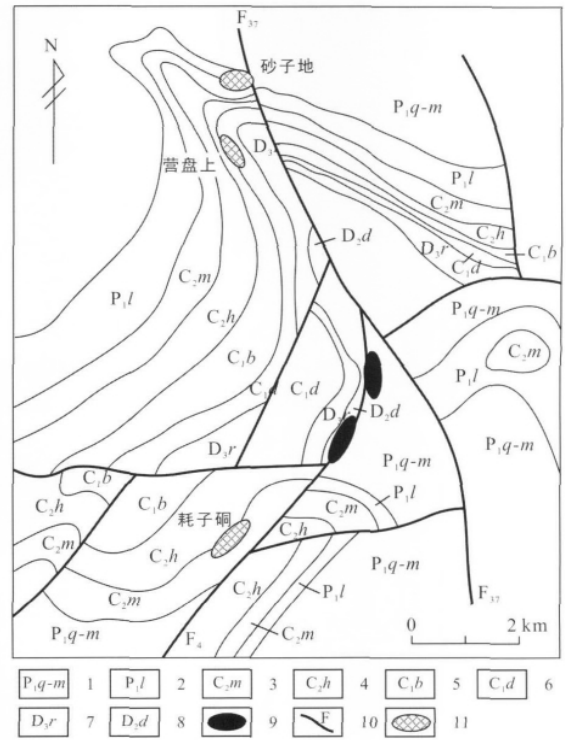 F₃₇
N
砂子地
P₁q-m
D₃
营盘上
P₁l
C₂m
D₂d
C₂h
D₃r
C₁b
C₁d
P₁q-m
C₂m
P₁l
C₂m
P₁l
C₂h
C₁b
C₁d
C₁d
P₁q-m
D₃
D₂d
D₃r
P₁q-m
C₁b
C₁b
P₁l
C₂h
C₂m
耗子硐
C₂h
C₂m
C₂h
P₁q-m
C₂h
P₁l
C₂m
F₃₇
P₁q-m
F₄
C₂m
0 2 km
P₁q-m 1 P₁l 2 C₂m 3 C₂h 4 C₁b 5 C₁d 6
D₃r 7 D₂d 8 9 F 10 11